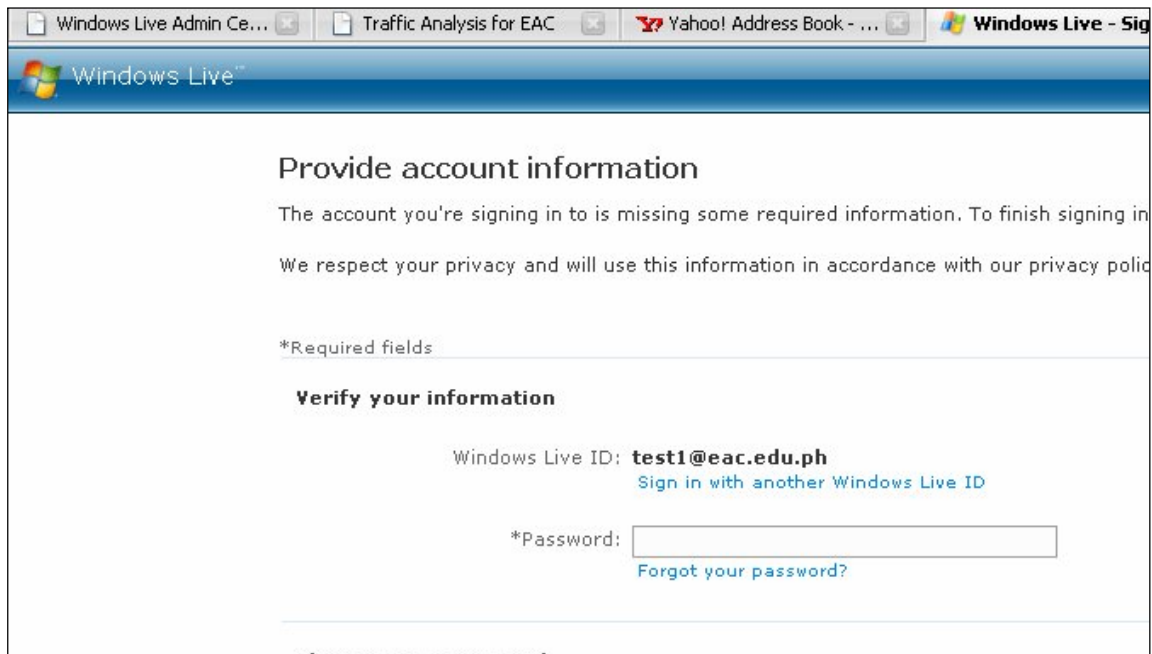 Windows Live Admin Ce... Traffic Analysis for EAC Yahoo! Address Book - ... Windows Live - Sig
Windows Live™
Provide account information
The account you're signing in to is missing some required information. To finish signing in
We respect your privacy and will use this information in accordance with our privacy polic
*Required fields
Verify your information
Windows Live ID: test1@eac.edu.ph
Sign in with another Windows Live ID
*Password:
Forgot your password?